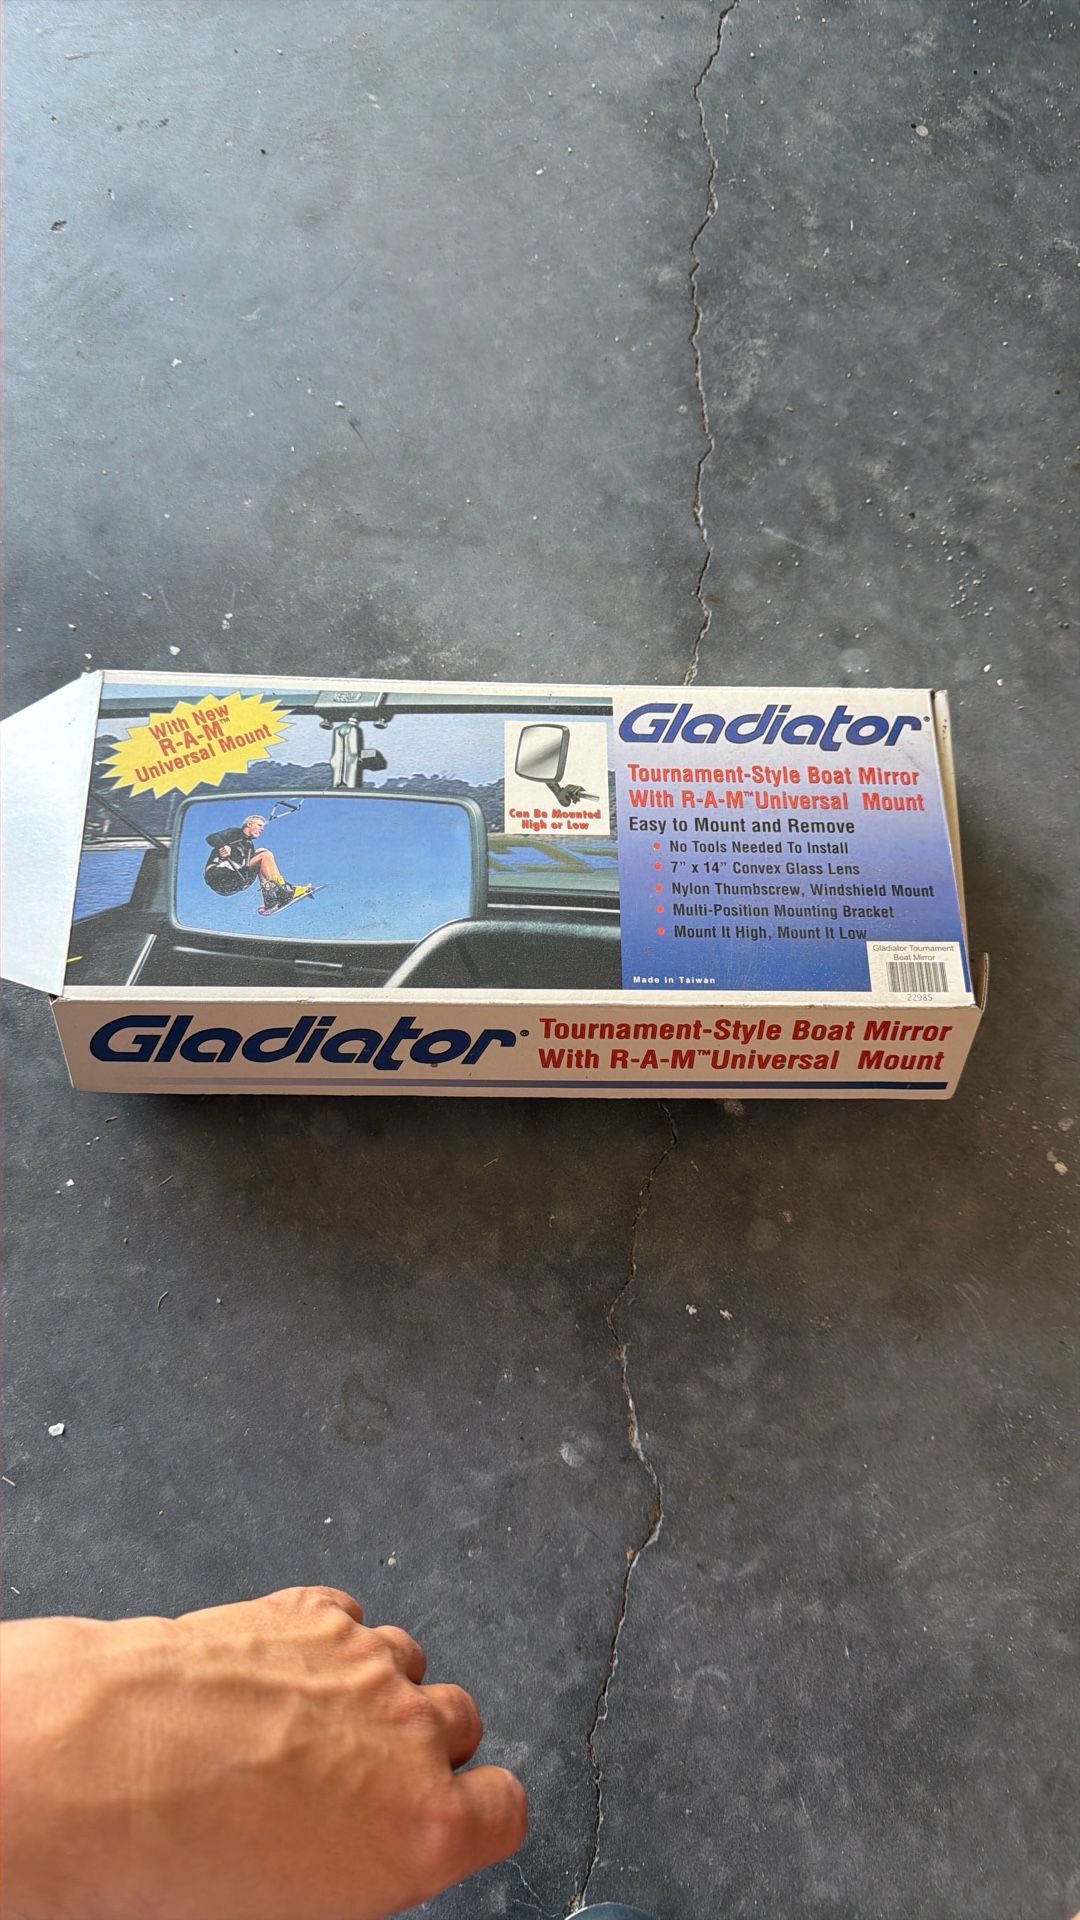 With New
R-A-M™
Universal Mount
Can Be Mounted
High or Low
Gladiator®
Tournament-Style Boat Mirror
With R-A-M™Universal Mount
Easy to Mount and Remove
• No Tools Needed To Install
• 7” x 14” Convex Glass Lens
• Nylon Thumbscrew, Windshield Mount
• Multi-Position Mounting Bracket
• Mount It High, Mount It Low
Made In Taiwan
Gladiator Tournament
Boat Mirror
22985
Gladiator®
Tournament-Style Boat Mirror
With R-A-M™Universal Mount